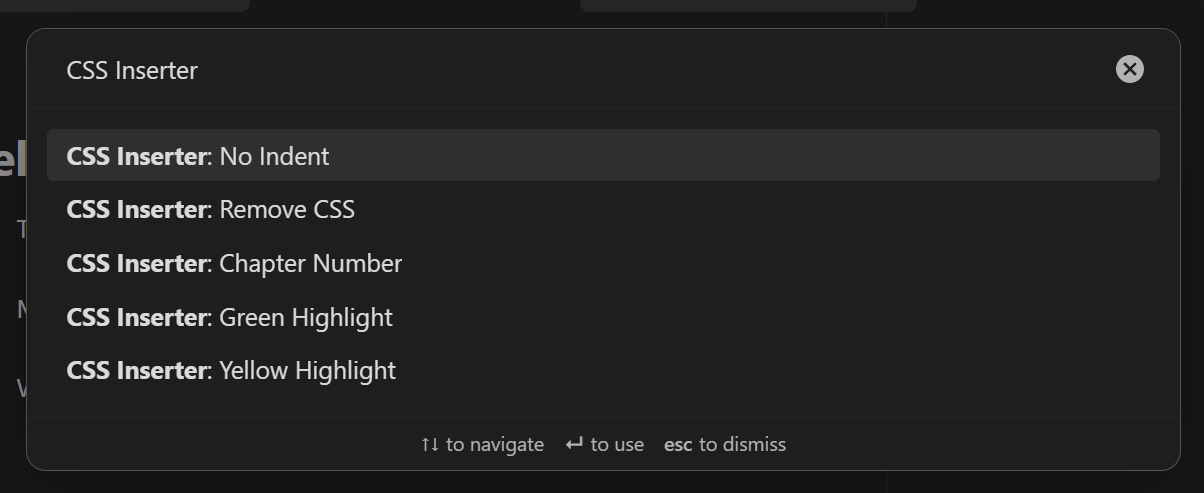 CSS Inserter
CSS Inserter: No Indent
CSS Inserter: Remove CSS
CSS Inserter: Chapter Number
CSS Inserter: Green Highlight
CSS Inserter: Yellow Highlight
↑↓ to navigate ↵ to use esc to dismiss